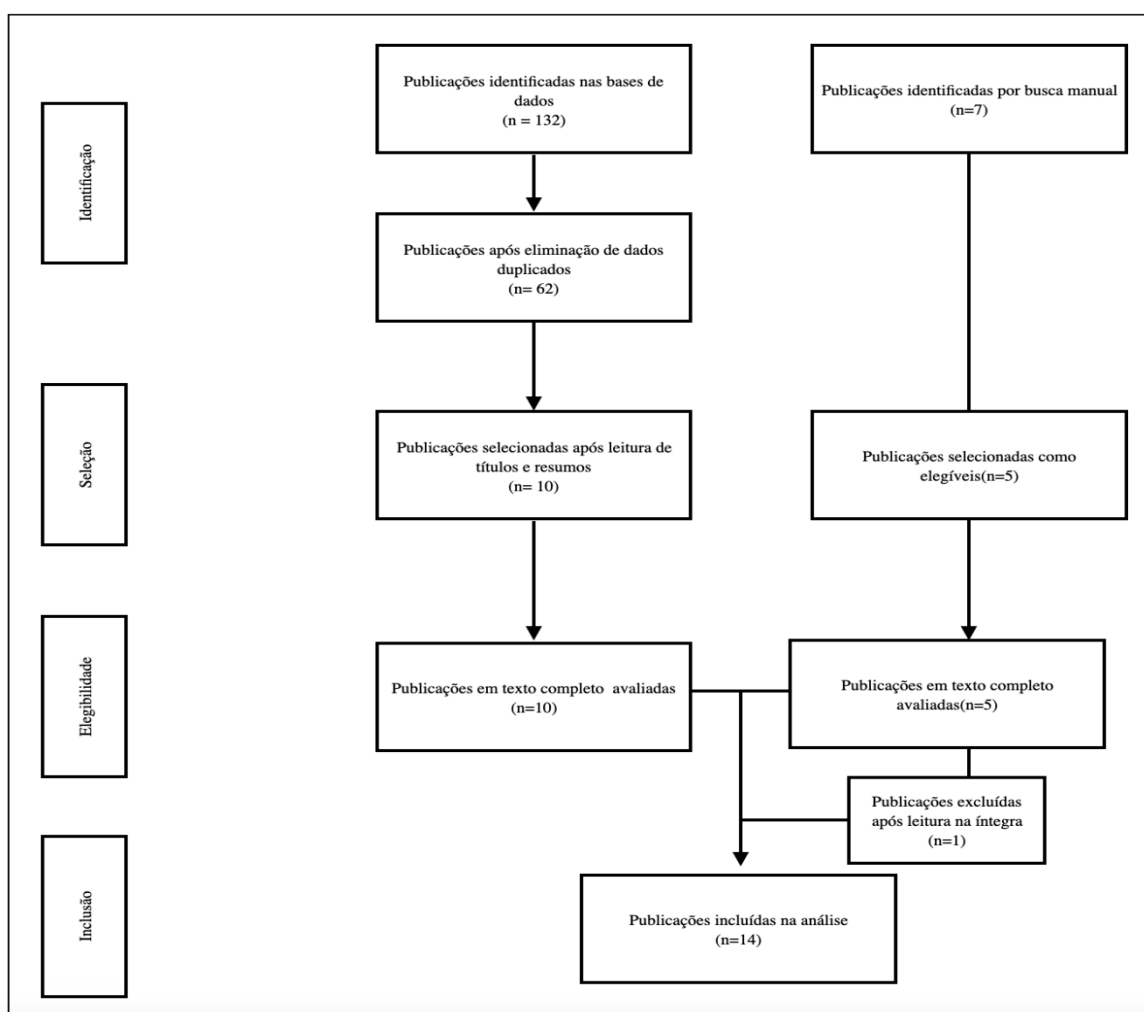 Identificação
Publicações identificadas nas bases de
dados
(n = 132)
Publicações identificadas por busca manual
(n=7)
Publicações após eliminação de dados
duplicados
(n= 62)
Seleção
Publicações selecionadas após leitura de
títulos e resumos
(n= 10)
Publicações selecionadas como
elegíveis(n=5)
Elegibilidade
Publicações em texto completo  avaliadas
(n=10)
Publicações em texto completo
avaliadas(n=5)
Publicações excluídas
após leitura na íntegra
(n=1)
Inclusão
Publicações incluídas na análise
(n=14)